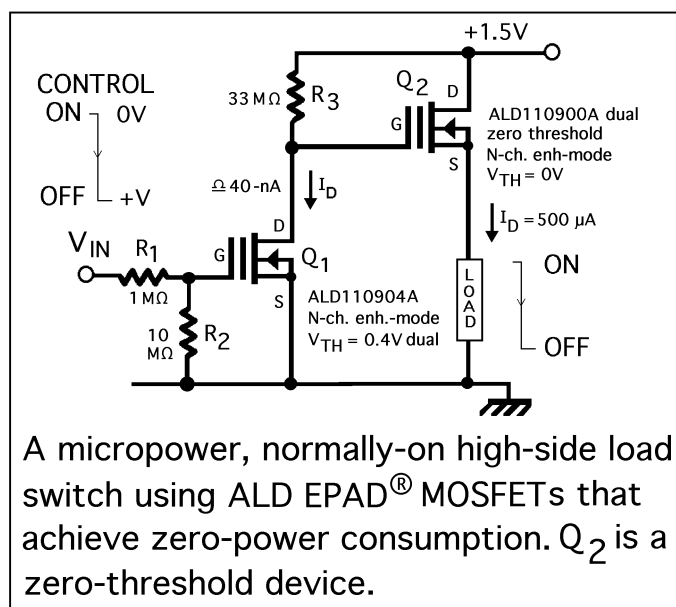 +1.5V
CONTROL
ON 0V
OFF +V
33 MΩ R3
Q2
D
G
S
ALD110900A dual
zero threshold
N-ch. enh-mode
VTH = 0V
≏ 40-nA
ID
ID = 500 µA
VIN
R1
1 MΩ
G
D
Q1
S
ALD110904A
N-ch. enh.-mode
VTH = 0.4V dual
10
MΩ
R2
LOAD
ON
OFF
A micropower, normally-on high-side load
switch using ALD EPAD® MOSFETs that
achieve zero-power consumption. Q2 is a
zero-threshold device.